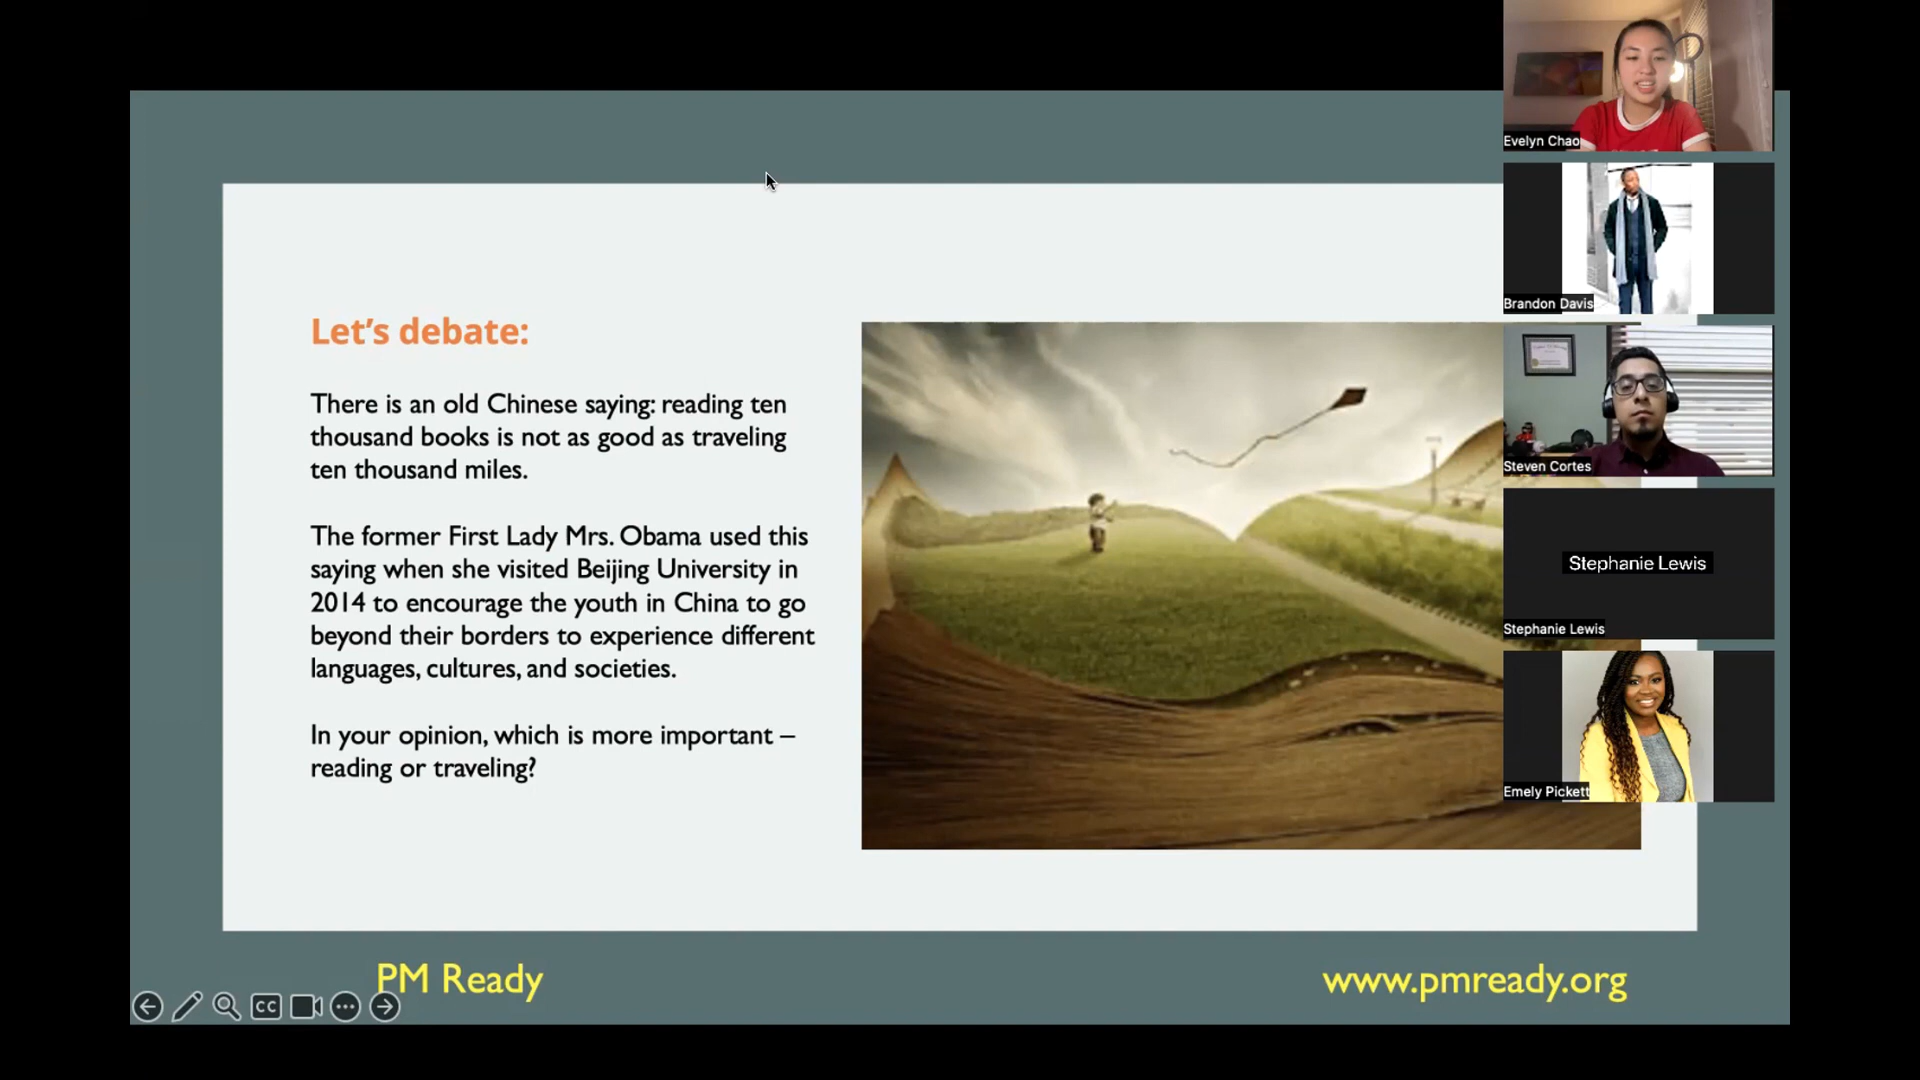 Evelyn Chao
Brandon Davis
Let's debate:
There is an old Chinese saying: reading ten
thousand books is not as good as traveling
ten thousand miles.
Steven Cortes
The former First Lady Mrs. Obama used this
saying when she visited Beijing University in
2014 to encourage the youth in China to go
beyond their borders to experience different
languages, cultures, and societies.
Stephanie Lewis
Stephanie Lewis
In your opinion, which is more important –
reading or traveling?
Emely Pickett
PM Ready
www.pmready.org
CC